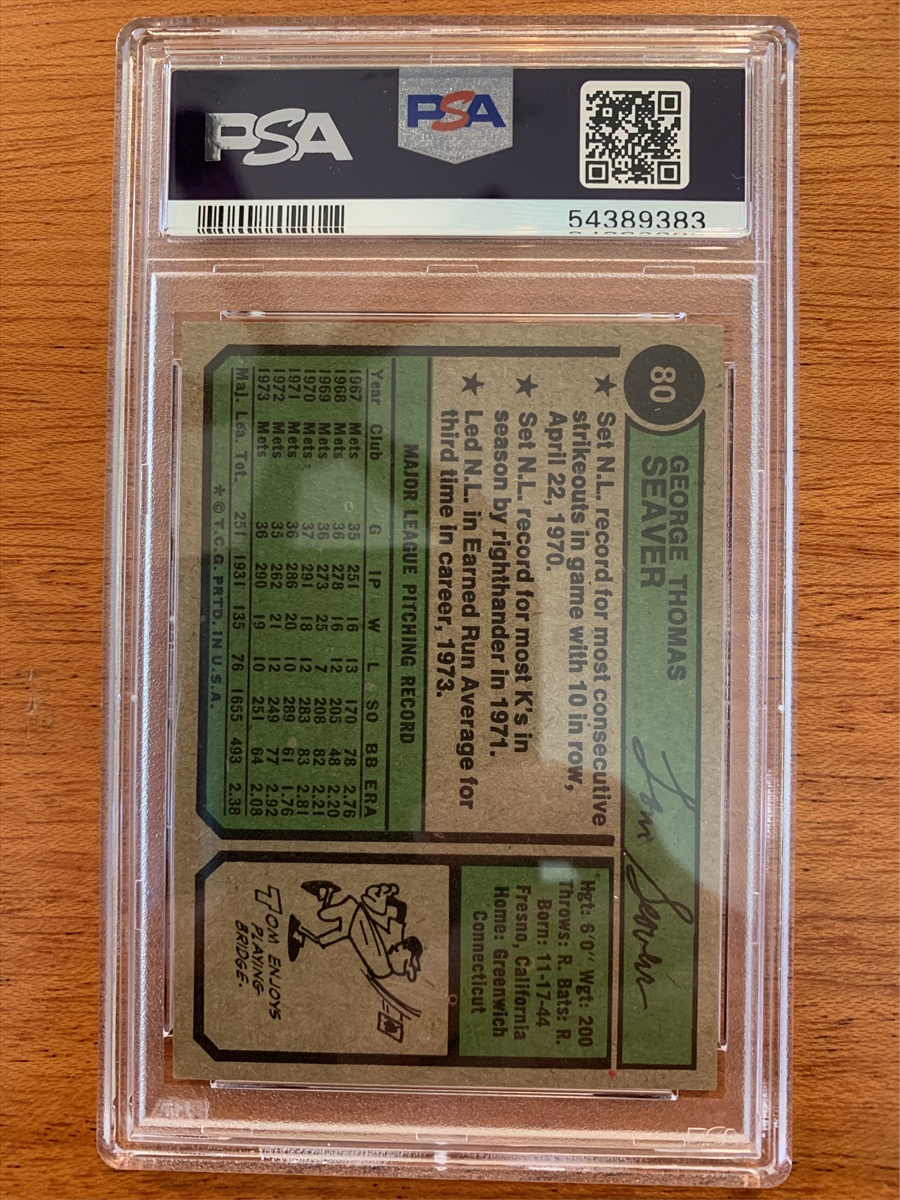 PSA
PSA
54389383
80
GEORGE THOMAS
SEAVER
Tom Seaver
★ Set N.L. record for most consecutive
strikeouts in game with 10 in row,
April 22, 1970.
★ Set N.L. record for most K's in
season by righthander in 1971.
★ Led N.L. in Earned Run Average for
third time in career, 1973.
MAJOR LEAGUE PITCHING RECORD
Year Club G IP W L SO BB ERA
1967 Mets 35 251 16 13 170 78 2.76
1968 Mets 36 278 16 12 205 48 2.20
1969 Mets 36 273 25 7 208 82 2.21
1970 Mets 37 291 18 12 283 83 2.81
1971 Mets 36 286 20 10 289 61 1.76
1972 Mets 35 262 21 12 249 77 2.92
1973 Mets 36 290 19 10 251 64 2.08
Maj. Lea. Tot. 251 1931 135 76 1655 493 2.38
* © T.C.G. PRTD. IN U.S.A.
Hgt: 6'0" Wgt: 200
Throws: R. Bats: R.
Born: 11-17-44
Fresno, California
Home: Greenwich
Connecticut
TOM ENJOYS
PLAYING
BRIDGE.
PSA